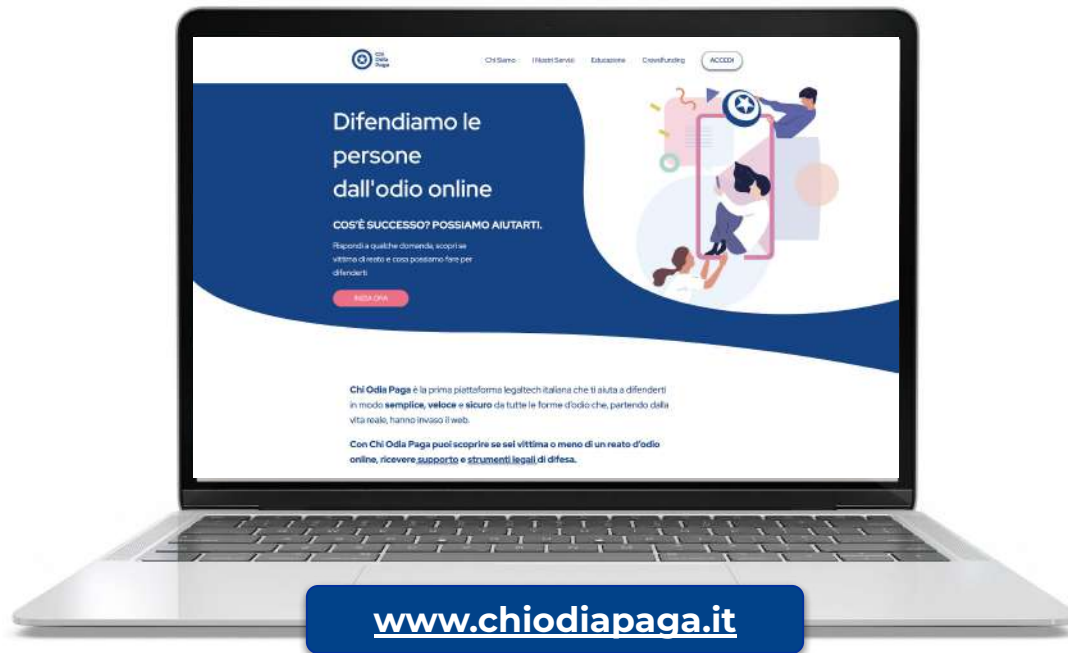 Chi
Odia
Paga
Chi Siamo I Nostri Servizi Educazione Crowdfunding ACCEDI
Difendiamo le
persone
dall'odio online
COS'È SUCCESSO? POSSIAMO AIUTARTI.
Rispondi a qualche domanda, scopri se
vittima di reato e cosa possiamo fare per
difenderti
INIZIA ORA
Chi Odia Paga è la prima piattaforma legaltech italiana che ti aiuta a difenderti
in modo semplice, veloce e sicuro da tutte le forme d'odio che, partendo dalla
vita reale, hanno invaso il web.
Con Chi Odia Paga puoi scoprire se sei vittima o meno di un reato d'odio
online, ricevere supporto e strumenti legali di difesa.
www.chiodiapaga.it